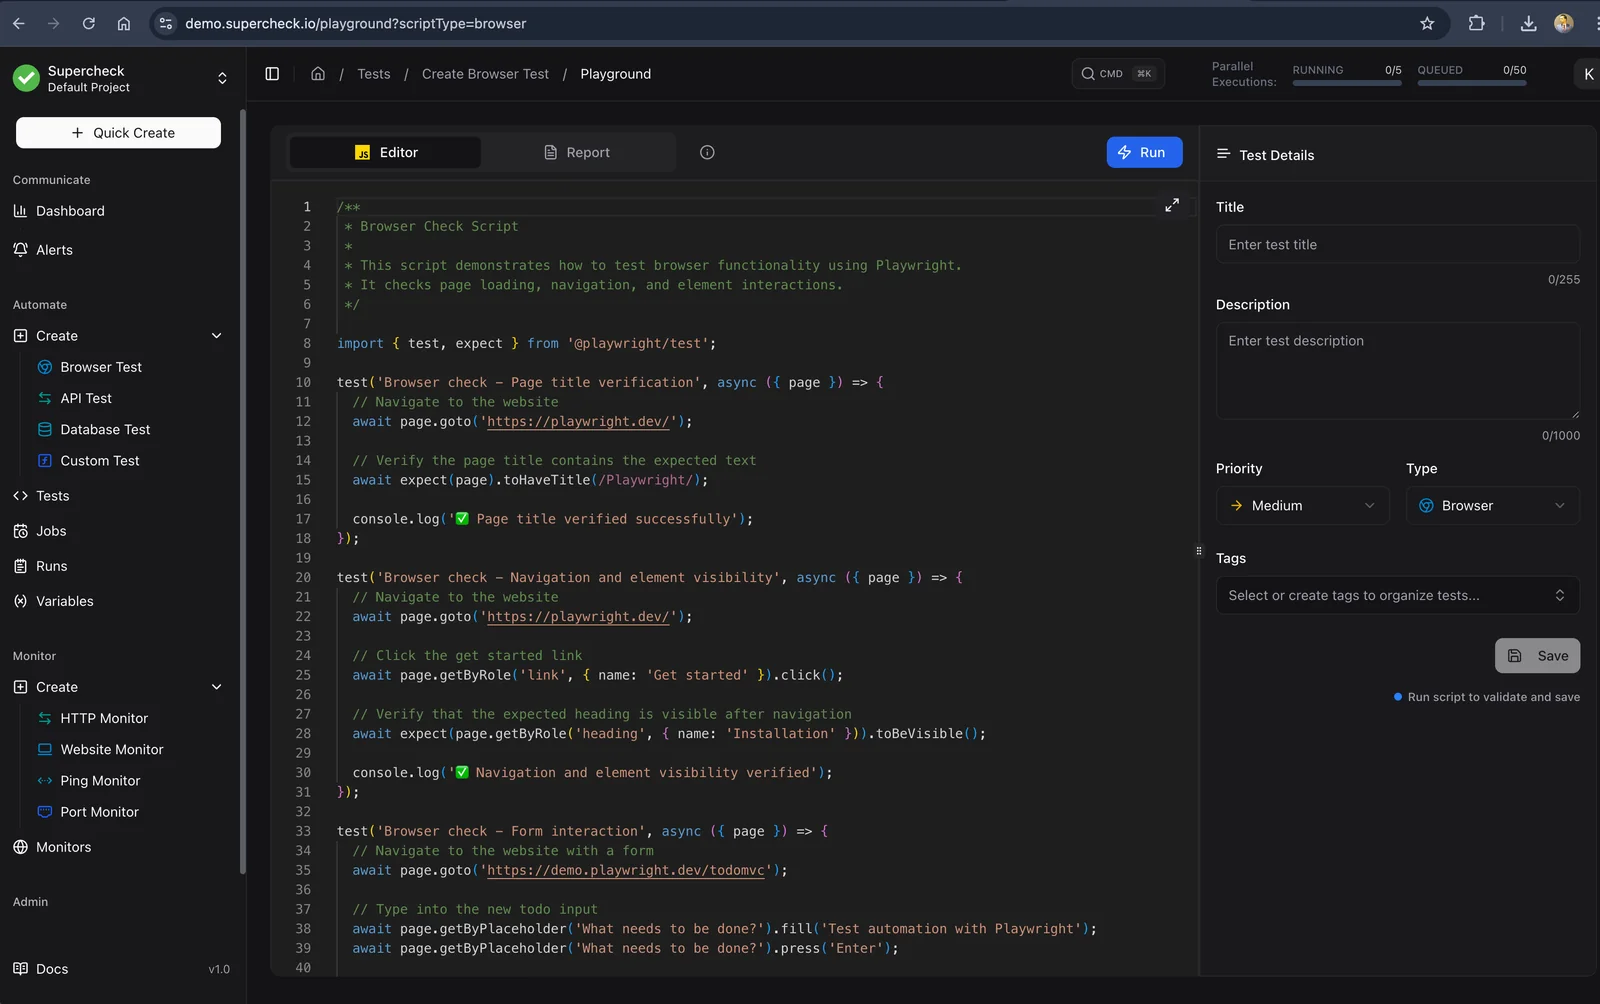 demo.supercheck.io/playground?scriptType=browser
Supercheck
Default Project
Quick Create
Communicate
Dashboard
Alerts
Automate
Create
Browser Test
API Test
Database Test
Custom Test
Tests
Jobs
Runs
Variables
Monitor
Create
HTTP Monitor
Website Monitor
Ping Monitor
Port Monitor
Monitors
Admin
Docs v1.0
/ Tests / Create Browser Test / Playground
CMD ⌘K
Parallel
Executions:
RUNNING 0/5 QUEUED 0/50
K
JS Editor
Report
Run
1 /**
2 * Browser Check Script
3 *
4 * This script demonstrates how to test browser functionality using Playwright.
5 * It checks page loading, navigation, and element interactions.
6 */
7
8 import { test, expect } from '@playwright/test';
9
10 test('Browser check – Page title verification', async ({ page }) => {
11 // Navigate to the website
12 await page.goto('https://playwright.dev/');
13
14 // Verify the page title contains the expected text
15 await expect(page).toHaveTitle(/Playwright/);
16
17 console.log('✅ Page title verified successfully');
18 });
19
20 test('Browser check – Navigation and element visibility', async ({ page }) => {
21 // Navigate to the website
22 await page.goto('https://playwright.dev/');
23
24 // Click the get started link
25 await page.getByRole('link', { name: 'Get started' }).click();
26
27 // Verify that the expected heading is visible after navigation
28 await expect(page.getByRole('heading', { name: 'Installation' })).toBeVisible();
29
30 console.log('✅ Navigation and element visibility verified');
31 });
32
33 test('Browser check – Form interaction', async ({ page }) => {
34 // Navigate to the website with a form
35 await page.goto('https://demo.playwright.dev/todomvc');
36
37 // Type into the new todo input
38 await page.getByPlaceholder('What needs to be done?').fill('Test automation with Playwright');
39 await page.getByPlaceholder('What needs to be done?').press('Enter');
40
Test Details
Title
Enter test title
0/255
Description
Enter test description
0/1000
Priority Type
Medium Browser
Tags
Select or create tags to organize tests...
Save
Run script to validate and save